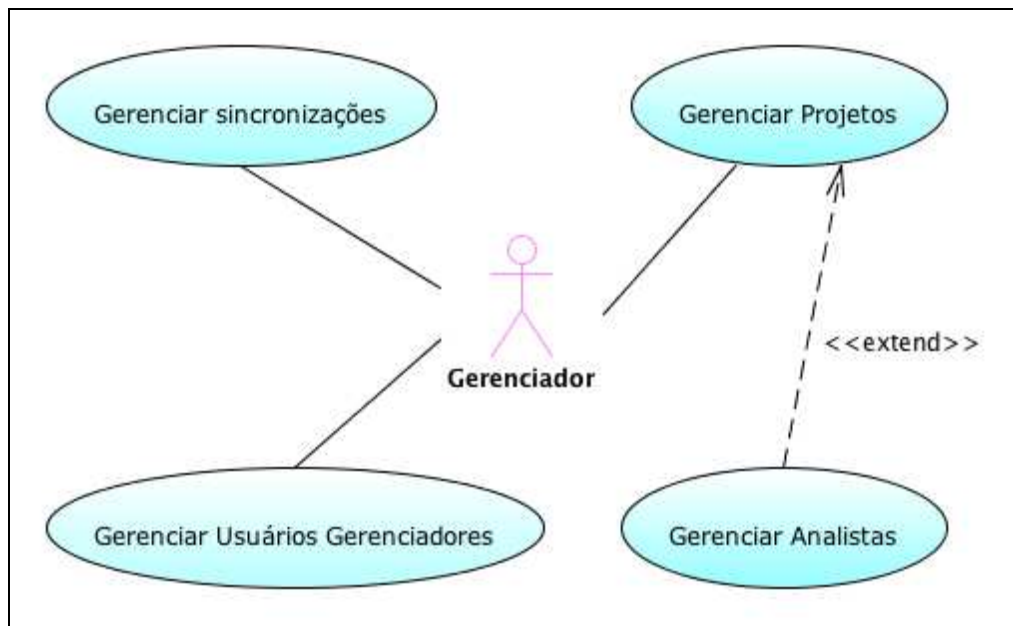 Gerenciar sincronizações
Gerenciar Projetos
Gerenciador
<<extend>>
Gerenciar Usuários Gerenciadores
Gerenciar Analistas